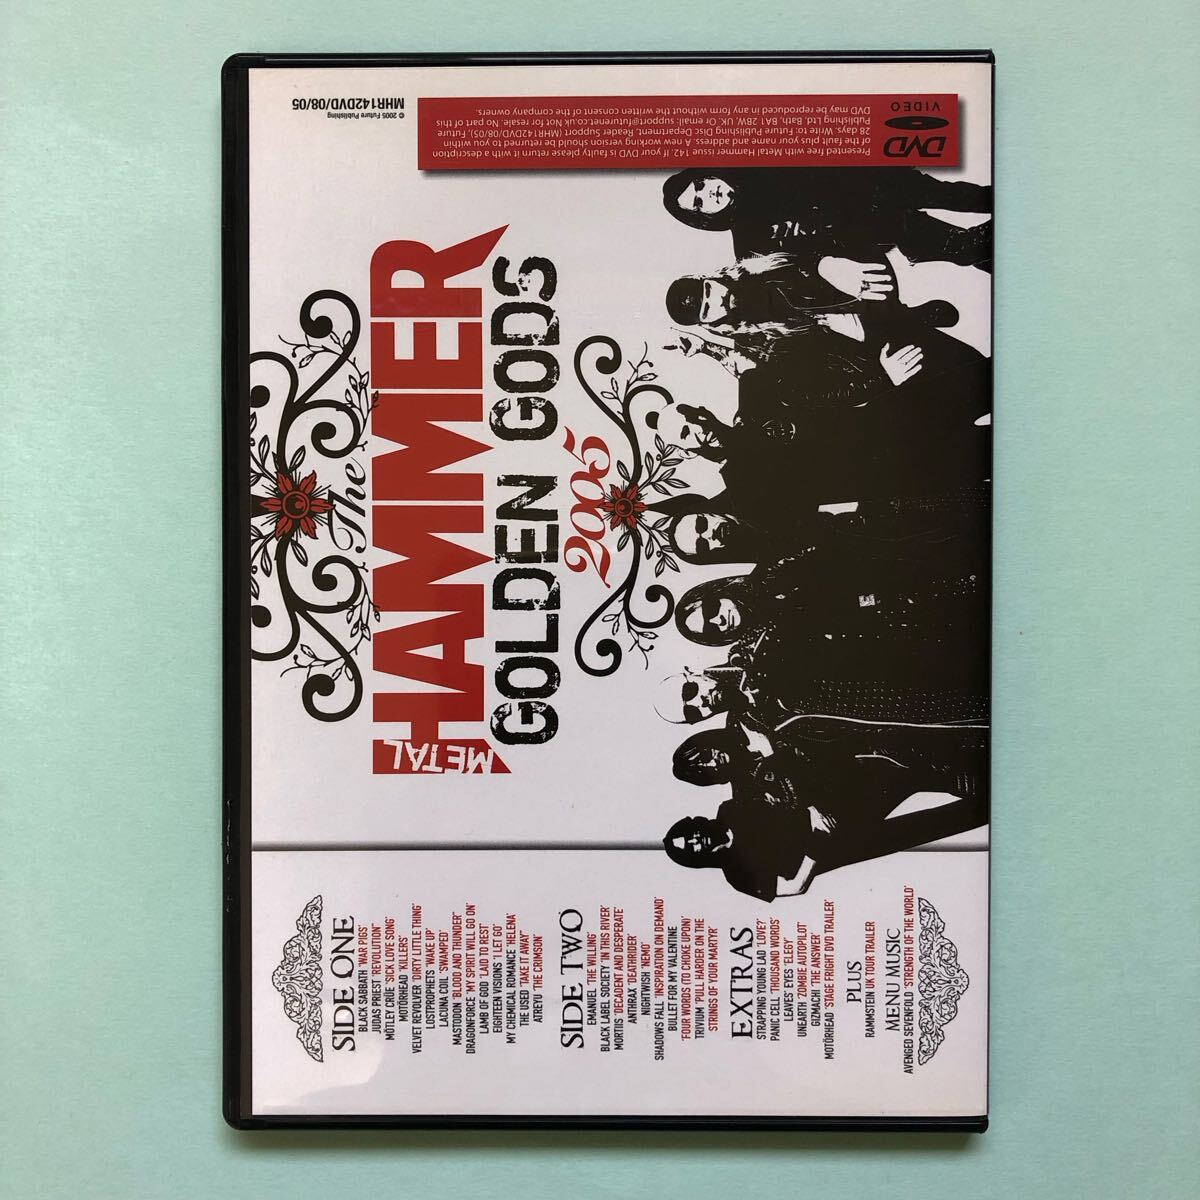 The
METAL HAMMER
GOLDEN GODS
2005
SIDE ONE
BLACK SABBATH 'WAR PIGS'
JUDAS PRIEST 'REVOLUTION'
MÖTLEY CRÜE 'SICK LOVE SONG'
MOTORHEAD 'KILLERS'
VELVET REVOLVER 'DIRTY LITTLE THING'
LOSTPROPHETS 'WAKE UP'
LACUNA COIL 'SWAMPED'
MASTODON 'BLOOD AND THUNDER'
DRAGONFORCE 'MY SPIRIT WILL GO ON'
LAMB OF GOD 'LAID TO REST'
EIGHTEEN VISIONS 'I LET GO'
MY CHEMICAL ROMANCE 'HELENA'
THE USED 'TAKE IT AWAY'
ATREYU 'THE CRIMSON'
SIDE TWO
EMANUEL 'THE WILLING'
BLACK LABEL SOCIETY 'IN THIS RIVER'
MORTIIS 'DECADENT AND DESPERATE'
ANTHRAX 'DEATHRIDER'
NIGHTWISH 'NEMO'
SHADOWS FALL 'INSPIRATION ON DEMAND'
BULLET FOR MY VALENTINE
'FOUR WORDS (TO CHOKE UPON)'
TRIVIUM 'PULL HARDER ON THE
STRINGS OF YOUR MARTYR'
EXTRAS
STRAPPING YOUNG LAD 'LOVE?'
PANIC CELL 'THOUSAND WORDS'
LEAVES' EYES 'ELEGY'
UNEARTH 'ZOMBIE AUTOPILOT'
GIZMACHI 'THE ANSWER'
MOTÖRHEAD 'STAGE FRIGHT DVD TRAILER'
PLUS
RAMMSTEIN UK TOUR TRAILER
MENU MUSIC
AVENGED SEVENFOLD 'STRENGTH OF THE WORLD'
DVD
VIDEO
Presented free with Metal Hammer issue 142. If your DVD is faulty please return it with a description
of the fault plus your name and address. A new working version should be returned to you within
28 days. Write to: Future Publishing Disc Department, Reader Support (MHR142DVD/08/05), Future
Publishing Ltd, Bath, BA1 2BW, UK. Or email: support@futurenet.co.uk Not for resale. No part of this
DVD may be reproduced in any form without the written consent of the company owners.
MHR142DVD/08/05
© 2005 Future Publishing